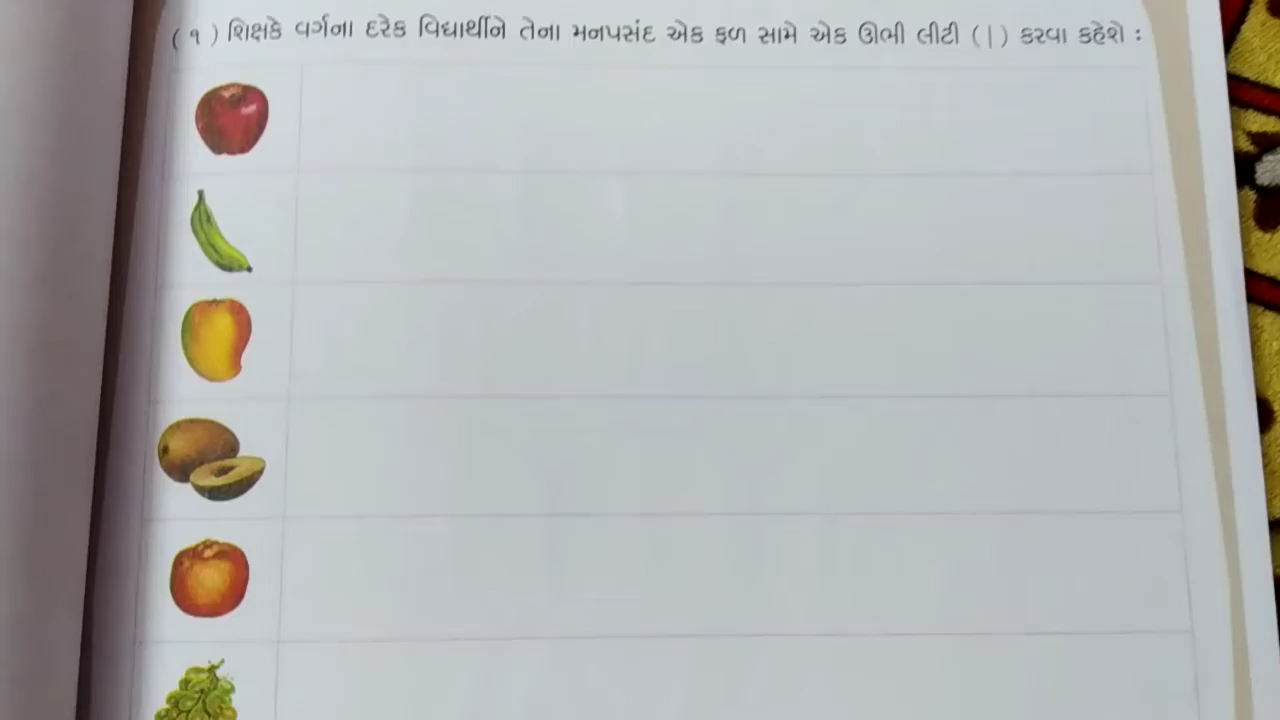 ( ૧ ) શિક્ષકે વર્ગના દરેક વિદ્યાર્થીને તેના મનપસંદ એક ફળ સામે એક ઊભી લીટી ( | ) કરવા કહેશે :